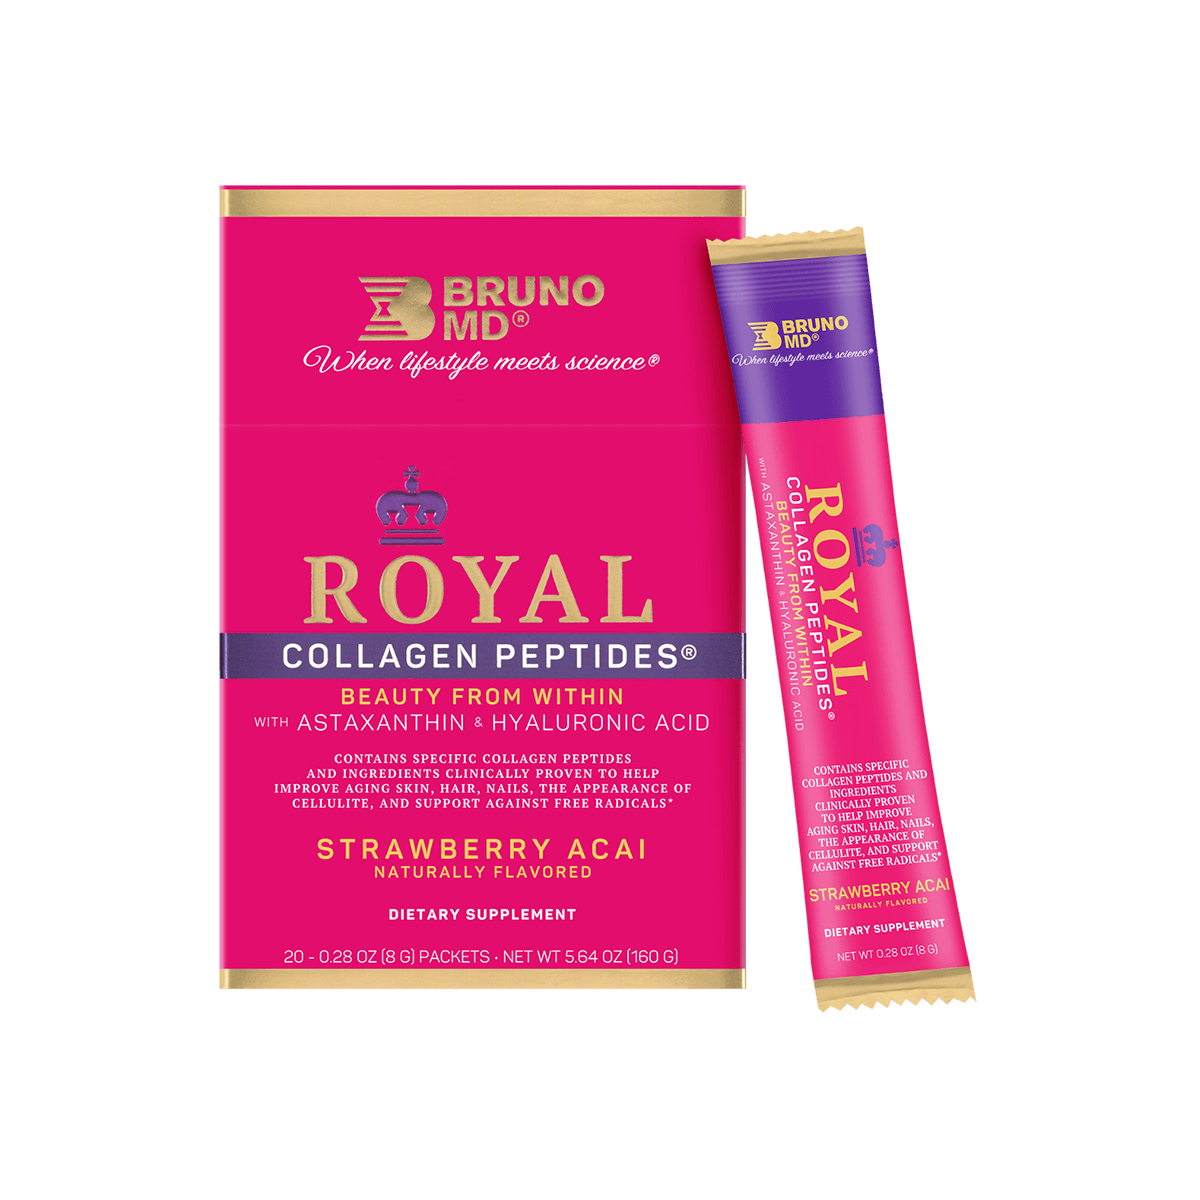 BRUNO
MD®
When lifestyle meets science®
ROYAL
COLLAGEN PEPTIDES®
BEAUTY FROM WITHIN
WITH ASTAXANTHIN & HYALURONIC ACID
CONTAINS SPECIFIC COLLAGEN PEPTIDES
AND INGREDIENTS CLINICALLY PROVEN TO HELP
IMPROVE AGING SKIN, HAIR, NAILS, THE APPEARANCE OF
CELLULITE, AND SUPPORT AGAINST FREE RADICALS*
STRAWBERRY ACAI
NATURALLY FLAVORED
DIETARY SUPPLEMENT
20 - 0.28 OZ (8 G) PACKETS · NET WT 5.64 OZ (160 G)
BRUNO
MD®
When lifestyle meets science®
ROYAL
COLLAGEN PEPTIDES®
BEAUTY FROM WITHIN
WITH ASTAXANTHIN & HYALURONIC ACID
CONTAINS SPECIFIC
COLLAGEN PEPTIDES AND
INGREDIENTS
CLINICALLY PROVEN
TO HELP IMPROVE
AGING SKIN, HAIR, NAILS,
THE APPEARANCE OF
CELLULITE, AND SUPPORT
AGAINST FREE RADICALS*
STRAWBERRY ACAI
NATURALLY FLAVORED
DIETARY SUPPLEMENT
NET WT 0.28 OZ (8 G)